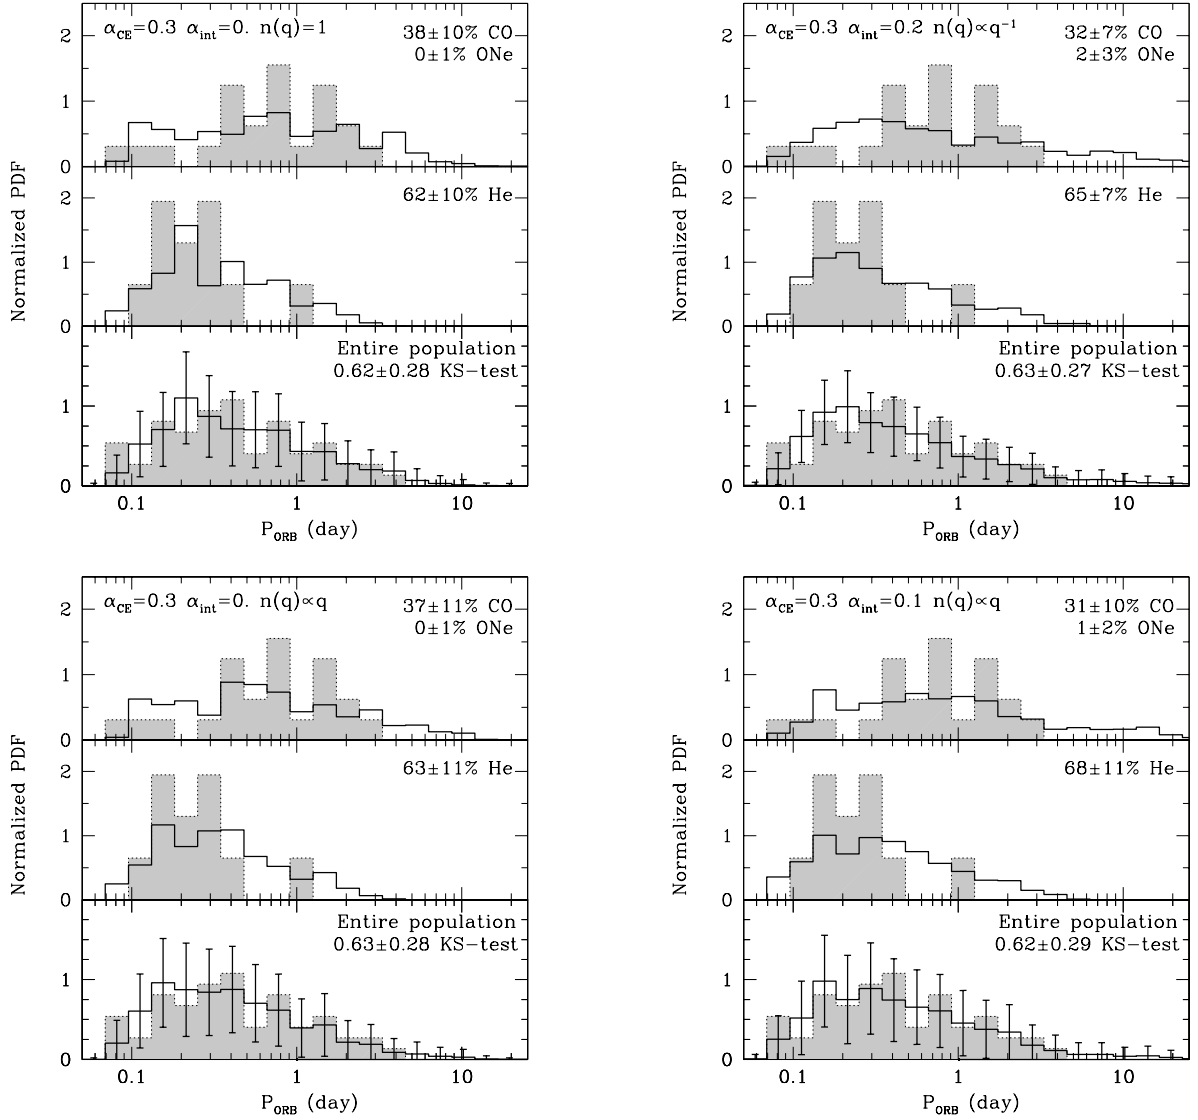 α_CE=0.3 α_int=0. n(q)=1
38±10% CO
0±1% ONe
2
1
0
62±10% He
2
1
0
Entire population
0.62±0.28 KS-test
1
0
0.1 1 10
P_ORB (day)
Normalized PDF
α_CE=0.3 α_int=0.2 n(q)∝q⁻¹
32±7% CO
2±3% ONe
2
1
0
65±7% He
2
1
0
Entire population
0.63±0.27 KS-test
1
0
0.1 1 10
P_ORB (day)
Normalized PDF
α_CE=0.3 α_int=0. n(q)∝q
37±11% CO
0±1% ONe
2
1
0
63±11% He
2
1
0
Entire population
0.63±0.28 KS-test
1
0
0.1 1 10
P_ORB (day)
Normalized PDF
α_CE=0.3 α_int=0.1 n(q)∝q
31±10% CO
1±2% ONe
2
1
0
68±11% He
2
1
0
Entire population
0.62±0.29 KS-test
1
0
0.1 1 10
P_ORB (day)
Normalized PDF